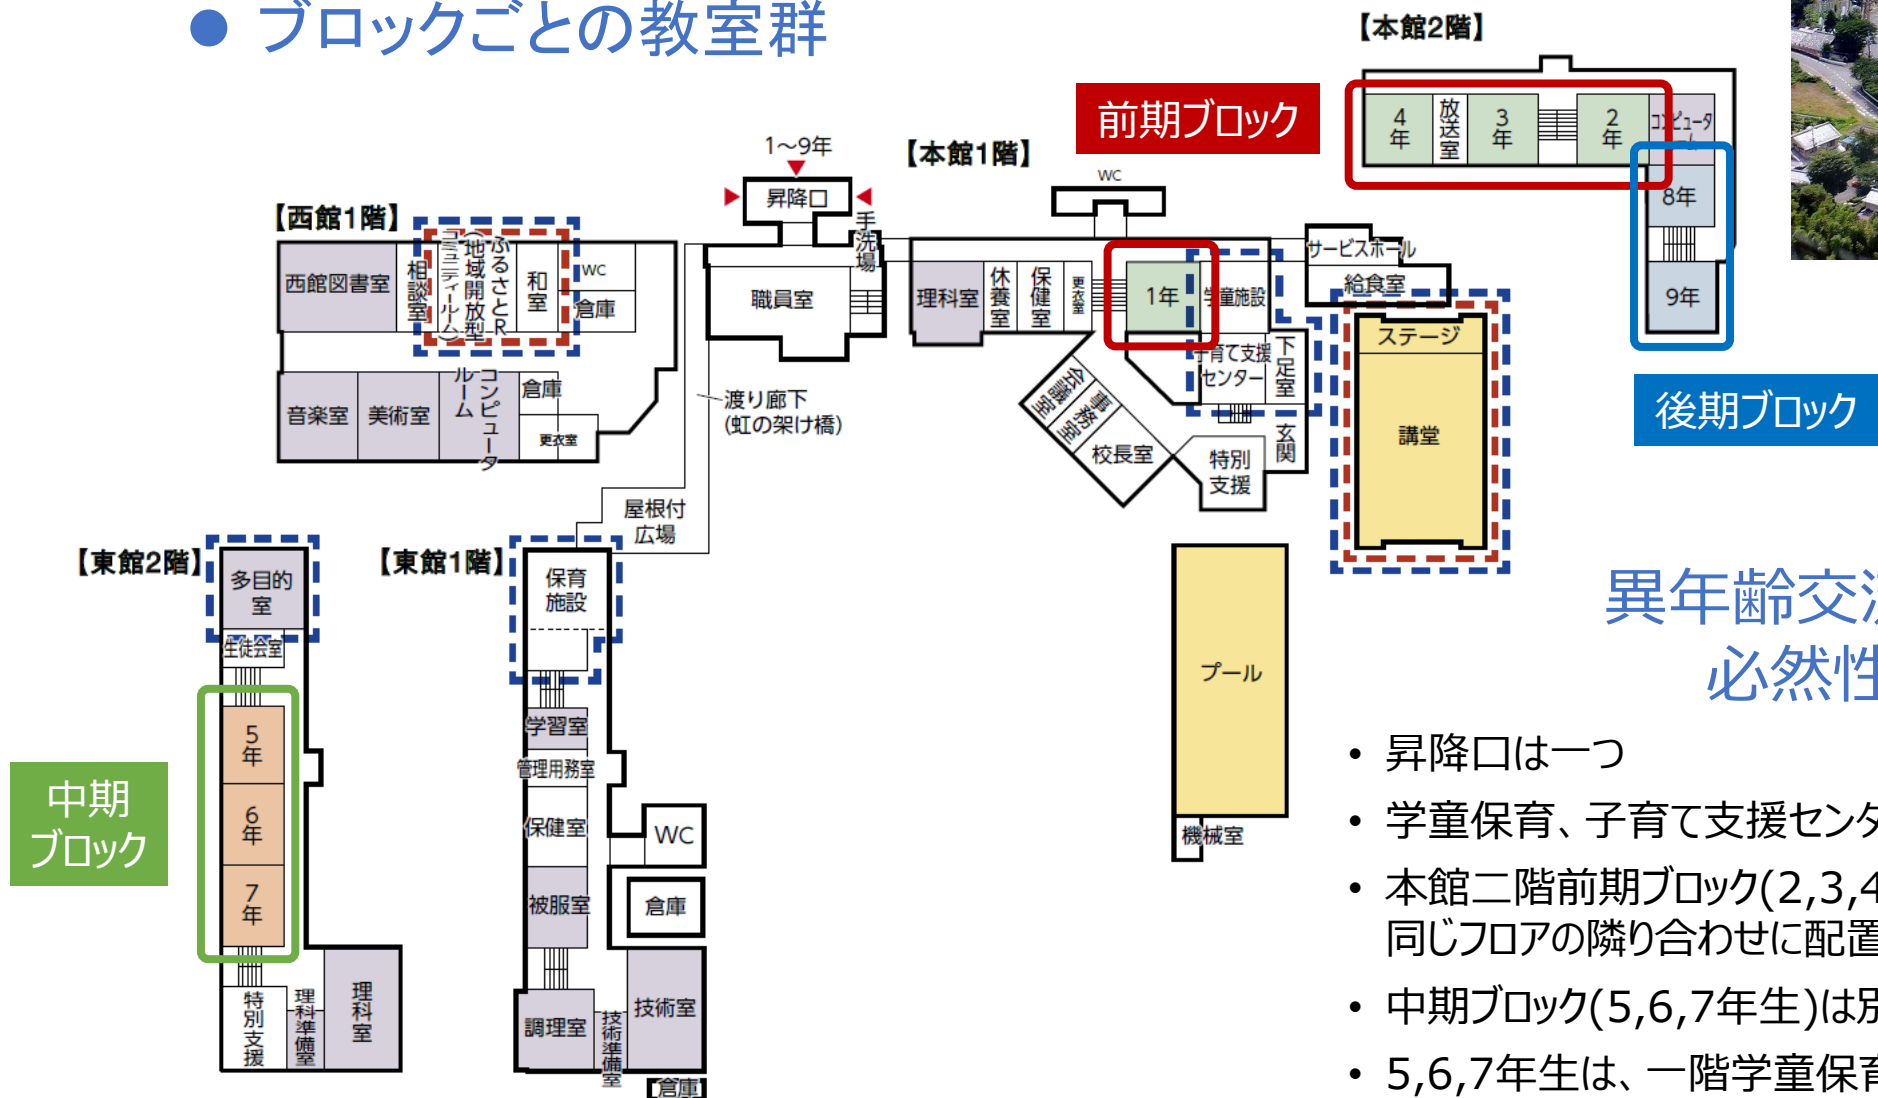 ● ブロックごとの教室群
【本館2階】
前期ブロック
4年
放送室
3年
2年
コンピュータ
8年
9年
後期ブロック
1~9年
昇降口
手洗場
【本館1階】
WC
職員室
理科室
休養室
保健室
更衣室
1年
学童施設
サービスホール
給食室
子育て支援
センター
下足室
会議室
事務室
校長室
特別
支援
玄関
ステージ
講堂
プール
機械室
【西館1階】
西館図書室
相談室
ふるさとR
(地域開放型
コミュニティルーム)
和室
WC
倉庫
音楽室
美術室
コンピュータ
ルーム
倉庫
更衣室
渡り廊下
(虹の架け橋)
屋根付
広場
【東館2階】
多目的
室
生徒会室
5年
6年
7年
中期
ブロック
特別支援
理科準備室
理科室
【東館1階】
保育
施設
学習室
管理用務室
保健室
WC
被服室
倉庫
調理室
技術準備室
技術室
倉庫
異年齢交流
必然性
• 昇降口は一つ
• 学童保育、子育て支援センタ
• 本館二階前期ブロック(2,3,4
同じフロアの隣り合わせに配置
• 中期ブロック(5,6,7年生)は別
• 5,6,7年生は、一階学童保育